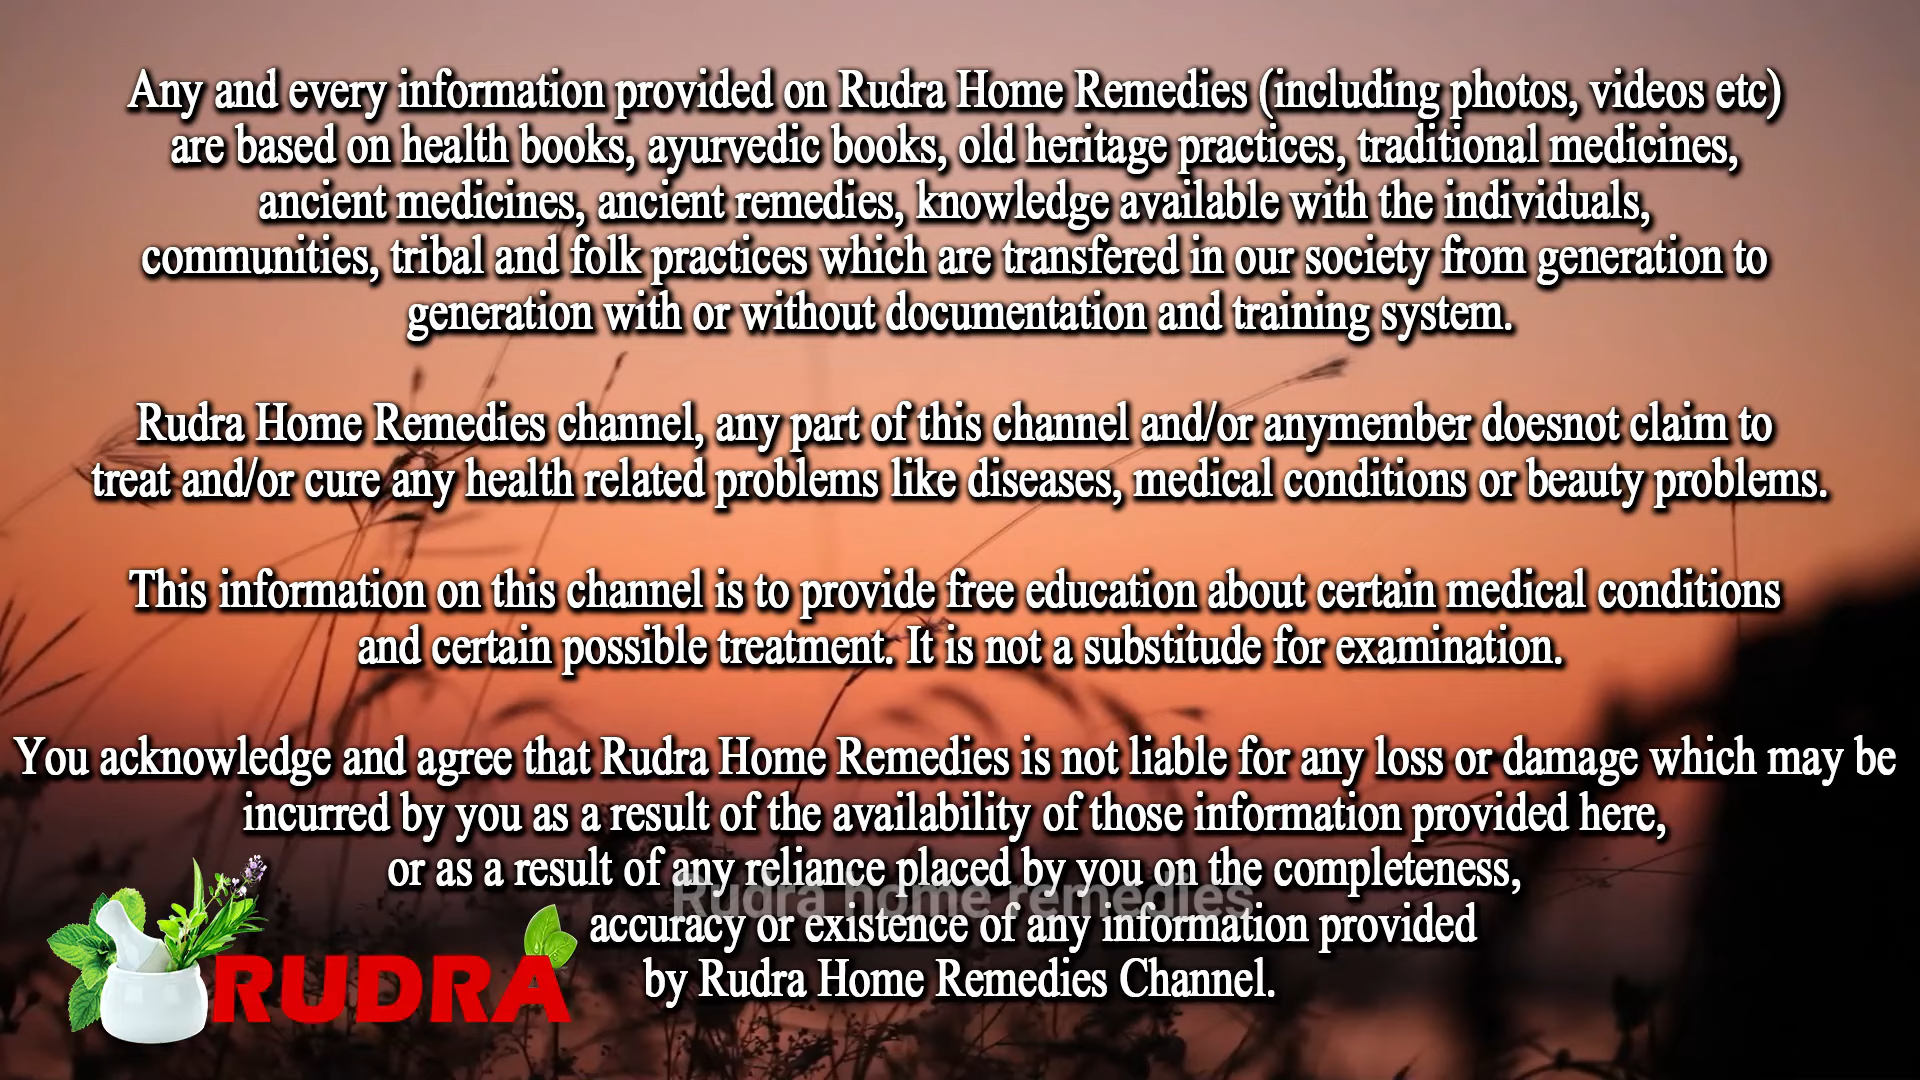 Any and every information provided on Rudra Home Remedies (including photos, videos etc)
are based on health books, ayurvedic books, old heritage practices, traditional medicines,
ancient medicines, ancient remedies, knowledge available with the individuals,
communities, tribal and folk practices which are transfered in our society from generation to
generation with or without documentation and training system.
Rudra Home Remedies channel, any part of this channel and/or anymember doesnot claim to
treat and/or cure any health related problems like diseases, medical conditions or beauty problems.
This information on this channel is to provide free education about certain medical conditions
and certain possible treatment. It is not a substitude for examination.
You acknowledge and agree that Rudra Home Remedies is not liable for any loss or damage which may be
incurred by you as a result of the availability of those information provided here,
or as a result of any reliance placed by you on the completeness,
Rudra home remedies
accuracy or existence of any information provided
by Rudra Home Remedies Channel.
RUDRA